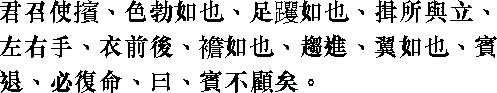 君召使擯、色勃如也、足躩如也、揖所與立、
左右手、衣前後、襜如也、趨進、翼如也、賓
退、必復命、曰、賓不顧矣。